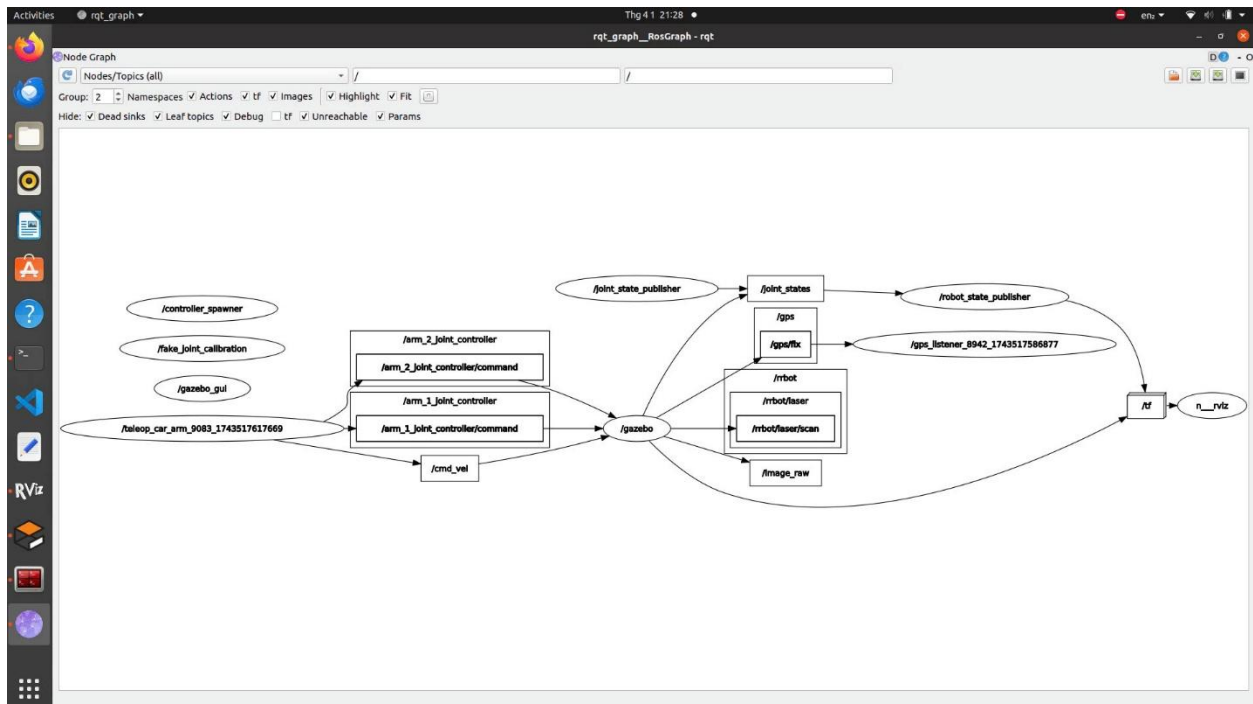 Activities
rqt_graph
Thg 4 1 21:28
en₂
rqt_graph__RosGraph - rqt
Node Graph
D
- O
Nodes/Topics (all)
/
/
Group: 2 Namespaces Actions tf Images Highlight Fit
Hide: Dead sinks Leaf topics Debug tf Unreachable Params
/joint_state_publisher
/joint_states
/robot_state_publisher
/controller_spawner
/gps
/arm_2_joint_controller
/gps/fix
/gps_listener_8942_1743517586877
/fake_joint_calibration
/arm_2_joint_controller/command
/rrbot
/gazebo_gui
/arm_1_joint_controller
/rrbot/laser
/tf
n__rviz
/teleop_car_arm_9083_1743517617669
/arm_1_joint_controller/command
/gazebo
/rrbot/laser/scan
/cmd_vel
/image_raw
RViz